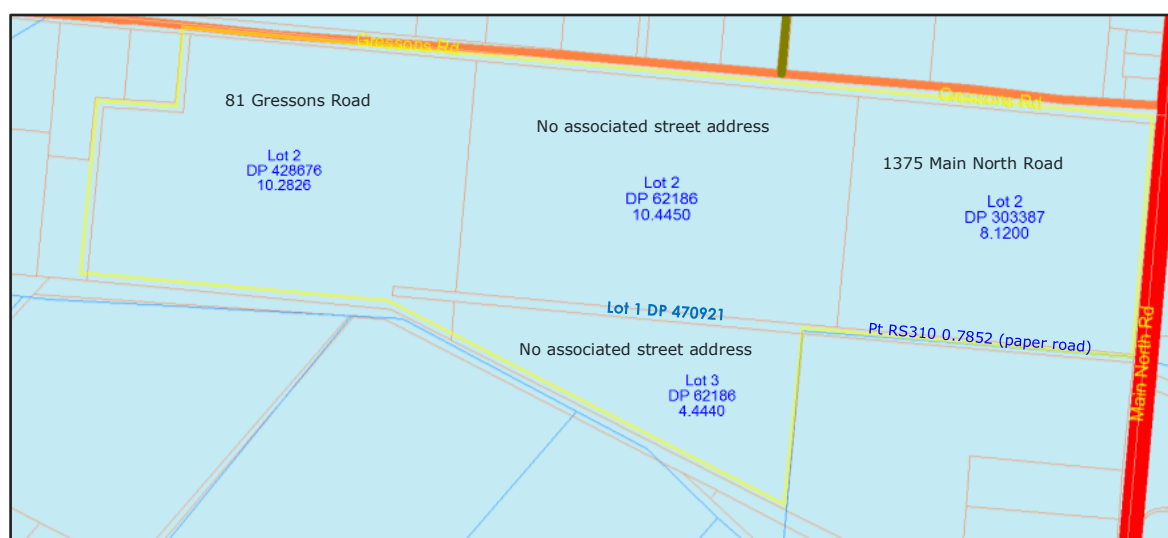 Gressons Rd
Gressons Rd
81 Gressons Road
No associated street address
1375 Main North Road
Lot 2
DP 428676
10.2826
Lot 2
DP 62186
10.4450
Lot 2
DP 303387
8.1200
Lot 1 DP 470921
Pt RS310 0.7852 (paper road)
No associated street address
Lot 3
DP 62186
4.4440
Main North Rd